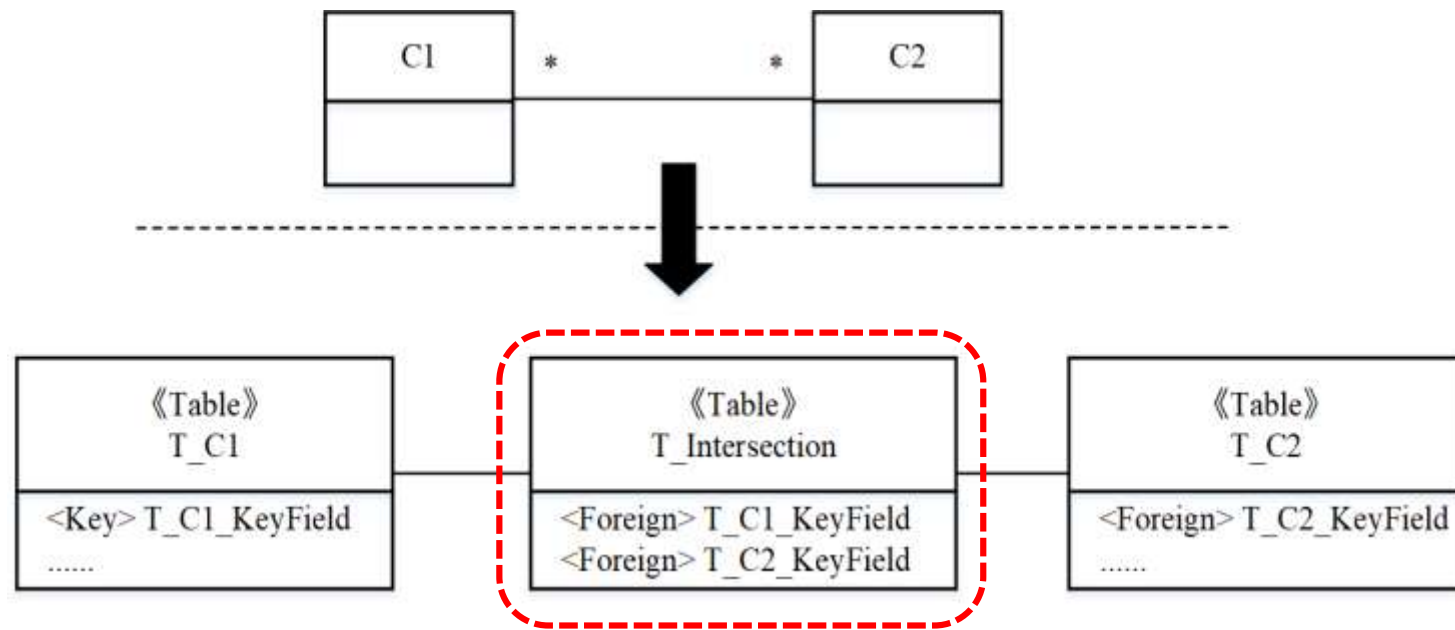 C1
*
*
C2
《Table》
T_C1
<Key> T_C1_KeyField
......
《Table》
T_Intersection
<Foreign> T_C1_KeyField
<Foreign> T_C2_KeyField
《Table》
T_C2
<Foreign> T_C2_KeyField
......